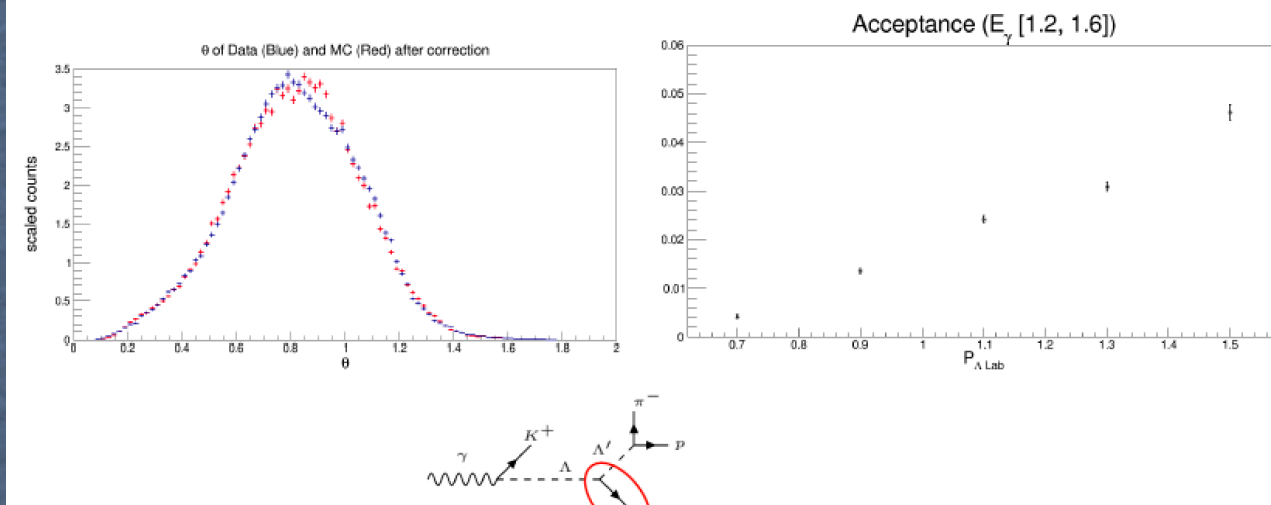 θ of Data (Blue) and MC (Red) after correction
scaled counts
3.5
3
2.5
2
1.5
1
0.5
0
0 0.2 0.4 0.6 0.8 1 1.2 1.4 1.6 1.8 2
θ
Acceptance (E_γ [1.2, 1.6])
0.06
0.05
0.04
0.03
0.02
0.01
0
0.7 0.8 0.9 1 1.1 1.2 1.3 1.4 1.5
P_Λ Lab
π⁻
K⁺
Λ′ P
γ
Λ